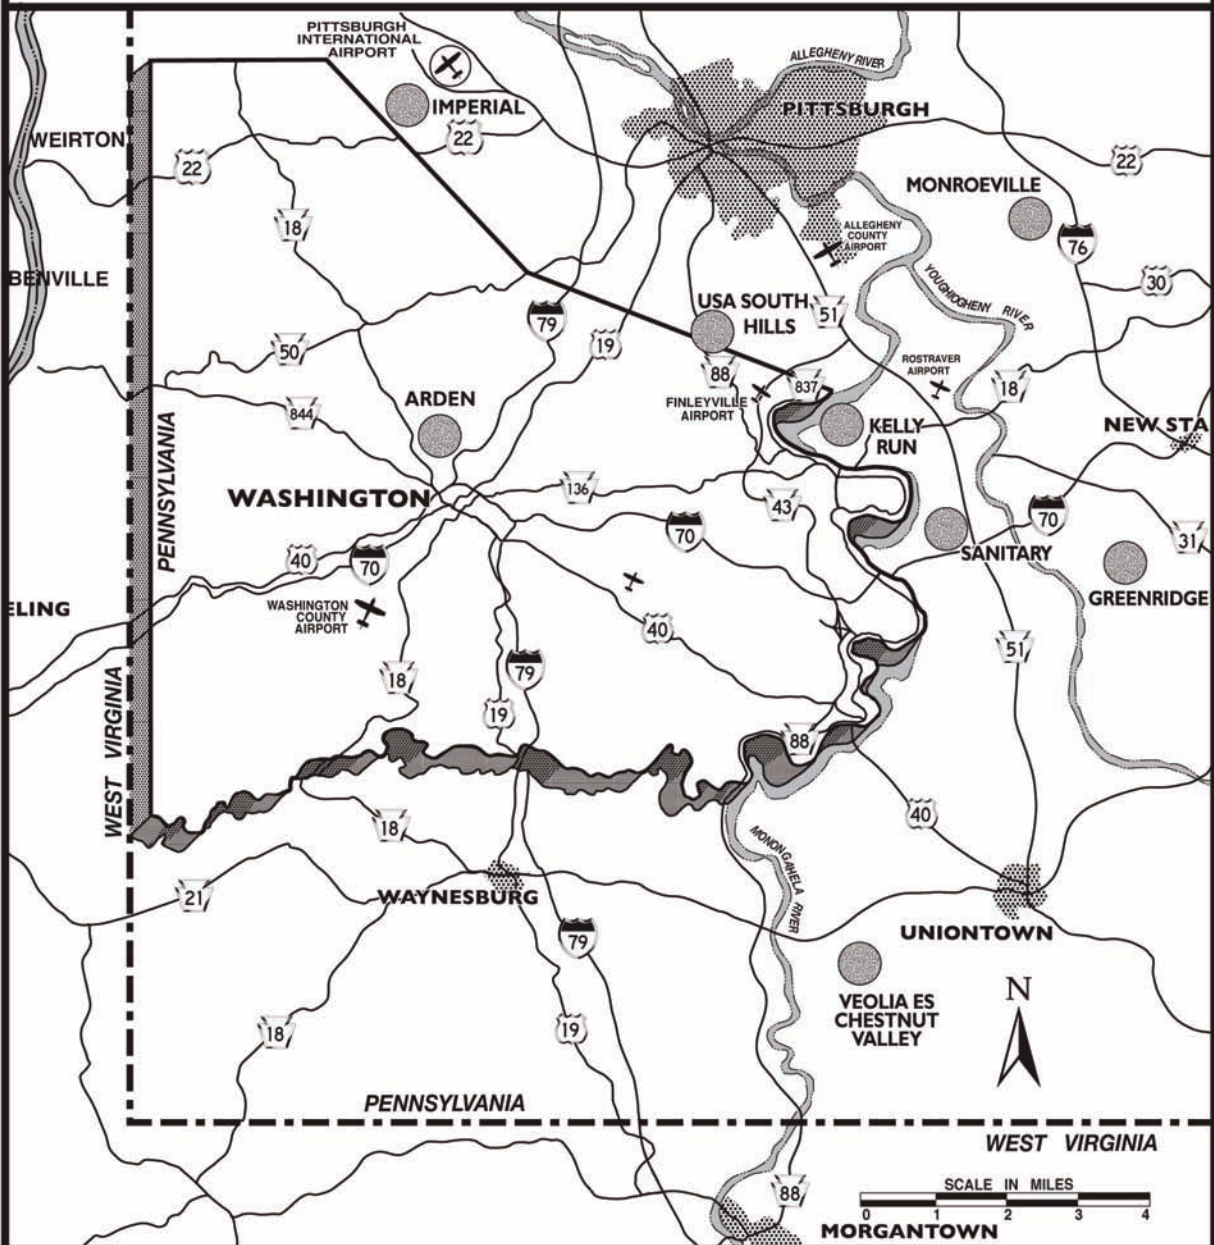 PITTSBURGH
INTERNATIONAL
AIRPORT
ALLEGHENY RIVER
IMPERIAL
PITTSBURGH
WEIRTON
22
22
22
MONROEVILLE
18
ALLEGHENY
COUNTY
AIRPORT
76
BENVILLE
YOUGHIOGHENY RIVER
30
USA SOUTH
HILLS
51
79
19
50
88
837
ROSTRAVER
AIRPORT
18
844
ARDEN
FINLEYVILLE
AIRPORT
KELLY
RUN
NEW STA
PENNSYLVANIA
WASHINGTON
136
43
70
70
31
SANITARY
40
70
GREENRIDGE
ELING
WASHINGTON
COUNTY
AIRPORT
40
51
WEST VIRGINIA
18
79
19
88
40
18
MONONGAHELA RIVER
21
WAYNESBURG
79
UNIONTOWN
N
VEOLIA ES
CHESTNUT
VALLEY
18
19
PENNSYLVANIA
WEST VIRGINIA
SCALE IN MILES
0 1 2 3 4
88
MORGANTOWN